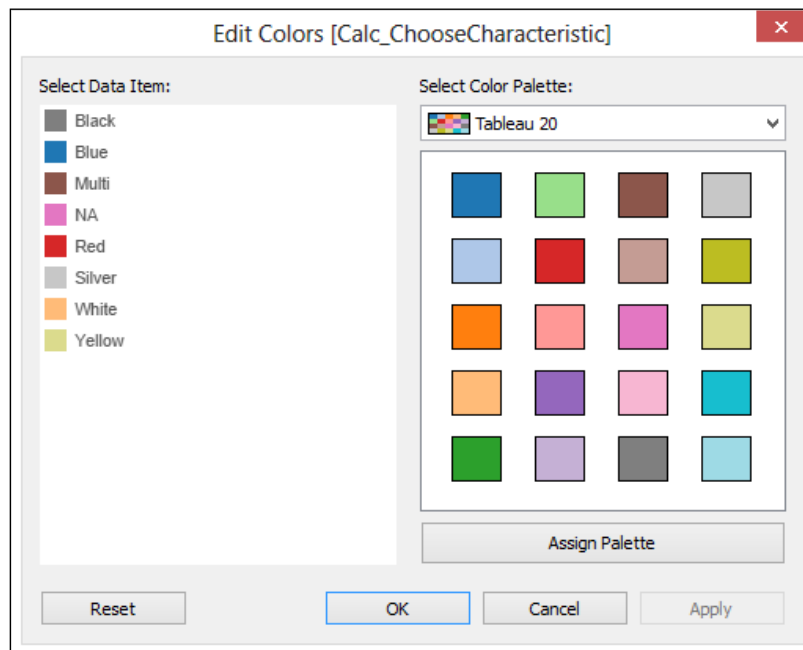 Edit Colors [Calc_ChooseCharacteristic]
Select Data Item:
Black
Blue
Multi
NA
Red
Silver
White
Yellow
Select Color Palette:
Tableau 20
Assign Palette
Reset
OK
Cancel
Apply